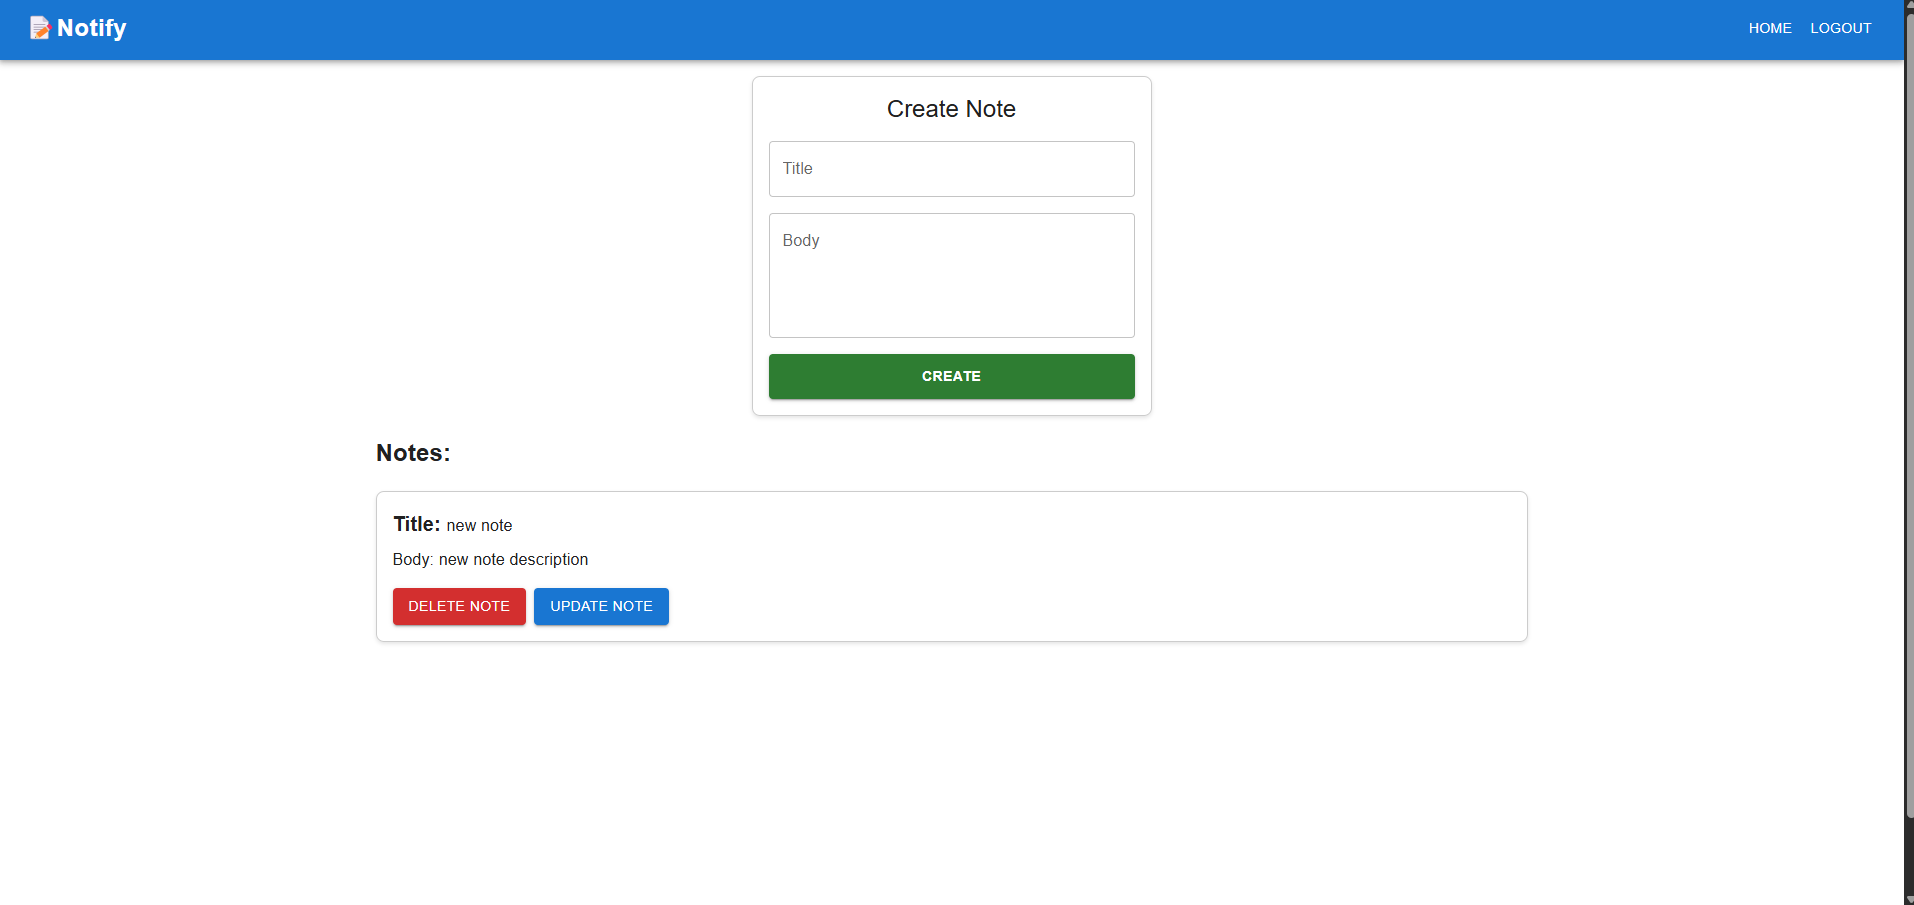 Notify
HOME LOGOUT
Create Note
Title
Body
CREATE
Notes:
Title: new note
Body: new note description
DELETE NOTE UPDATE NOTE